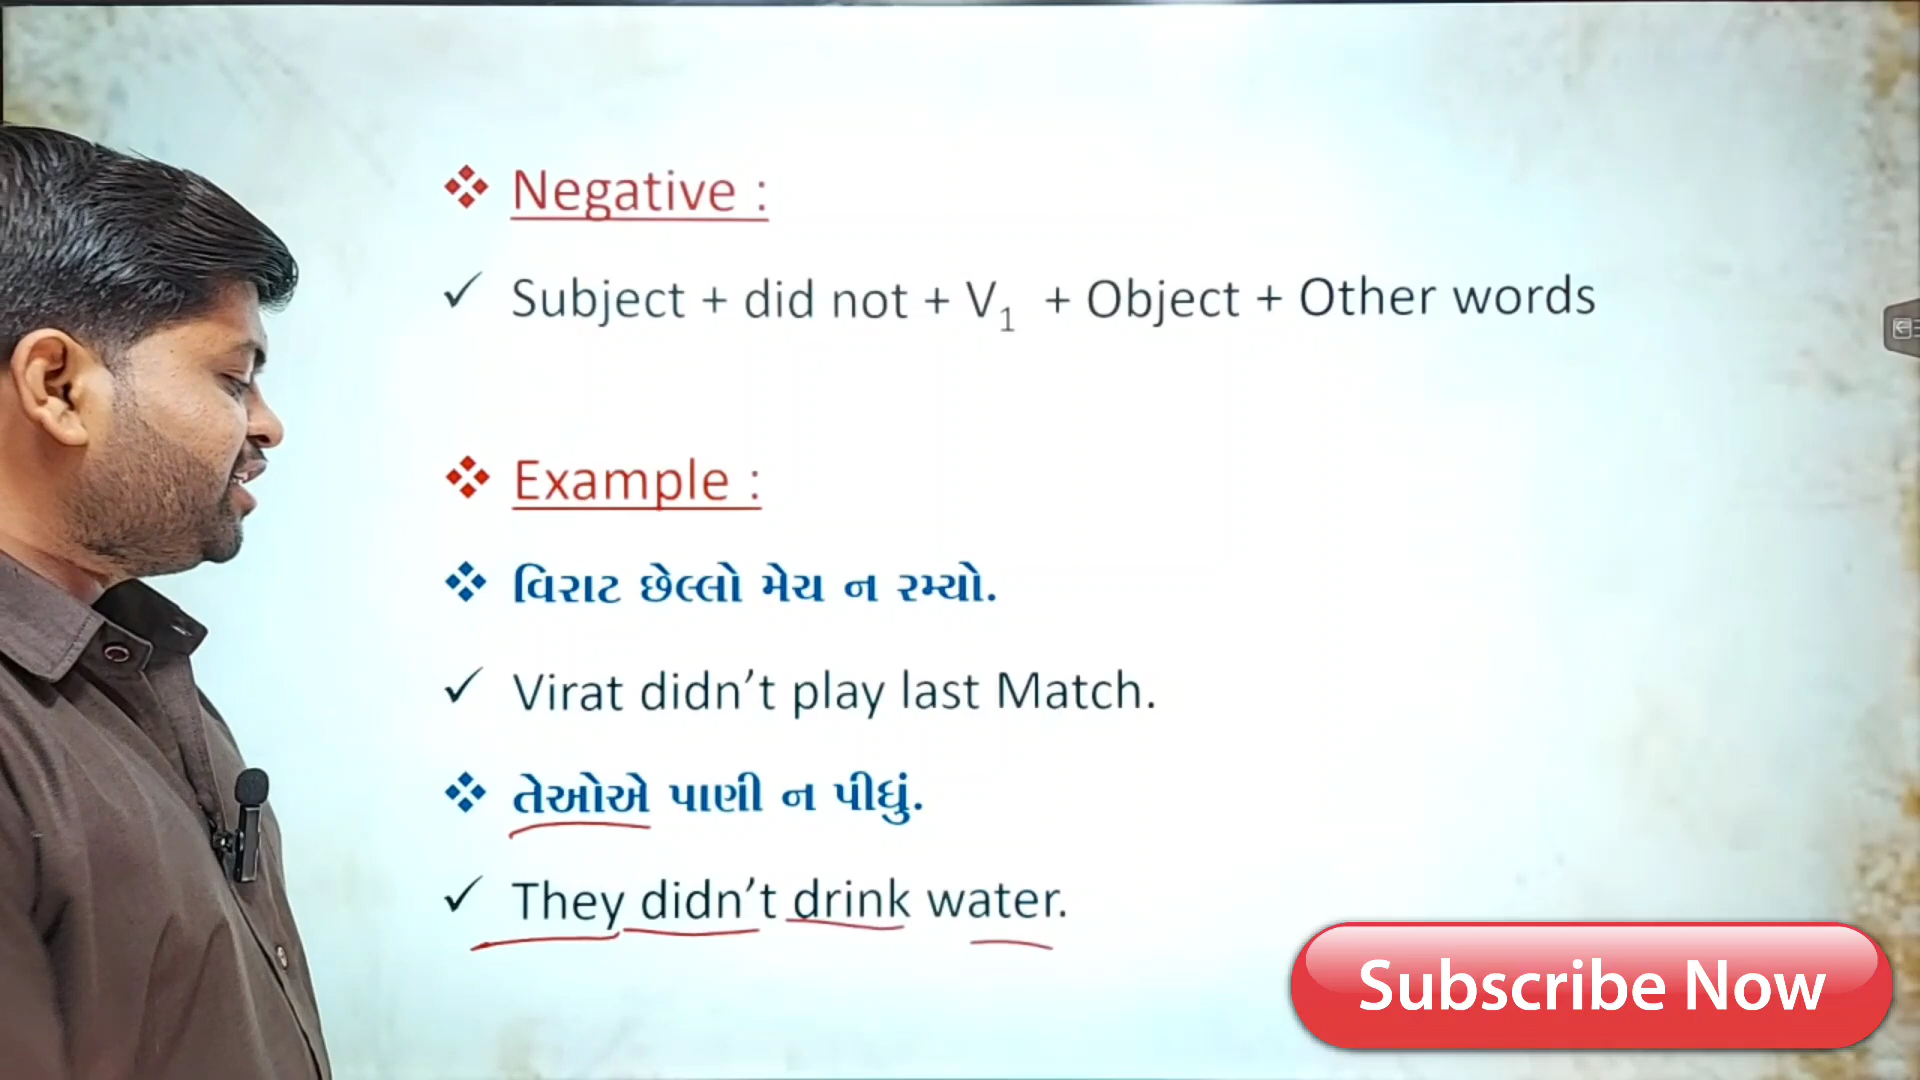 ❖ Negative :
✓ Subject + did not + V₁ + Object + Other words
❖ Example :
❖ વિરાટ છેલ્લો મેચ ન રમ્યો.
✓ Virat didn’t play last Match.
❖ તેઓએ પાણી ન પીધું.
✓ They didn’t drink water.
Subscribe Now